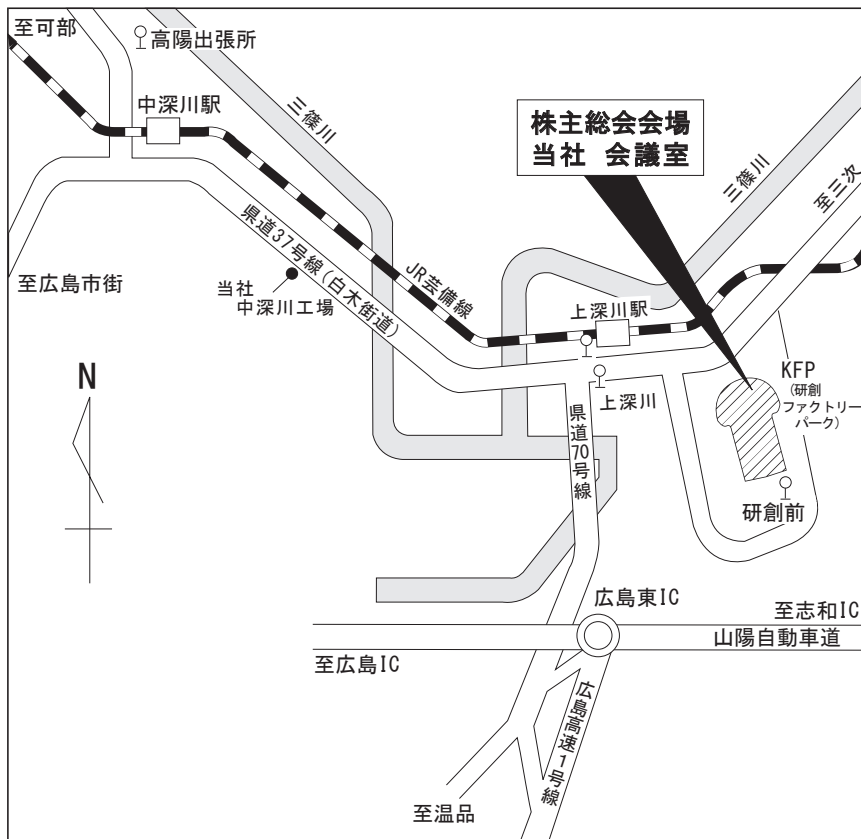 至可部
高陽出張所
中深川駅
三篠川
株主総会会場
当社 会議室
三篠川
至三次
県道37号線(白木街道)
JR芸備線
至広島市街
当社
中深川工場
上深川駅
上深川
KFP
(研創
ファクトリー
パーク)
N
県道70号線
研創前
広島東IC
至志和IC
山陽自動車道
至広島IC
広島高速1号線
至温品